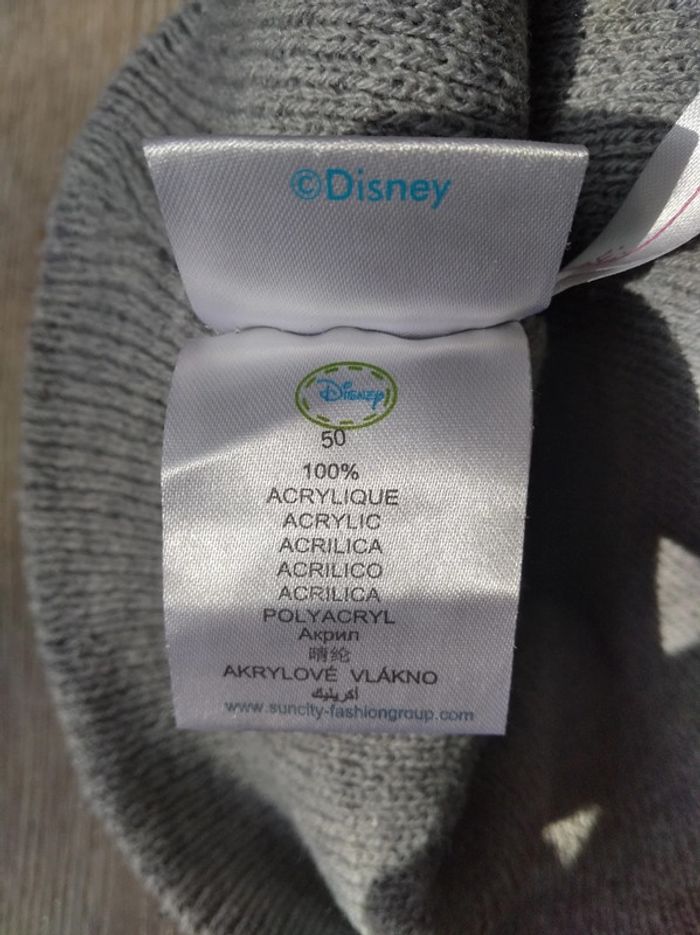 ©Disney
Disney
50
100%
ACRYLIQUE
ACRYLIC
ACRILICA
ACRILICO
ACRILICA
POLYACRYL
Акрил
晴纶
AKRYLOVÉ VLÁKNO
أكريليك
www.suncity-fashiongroup.com